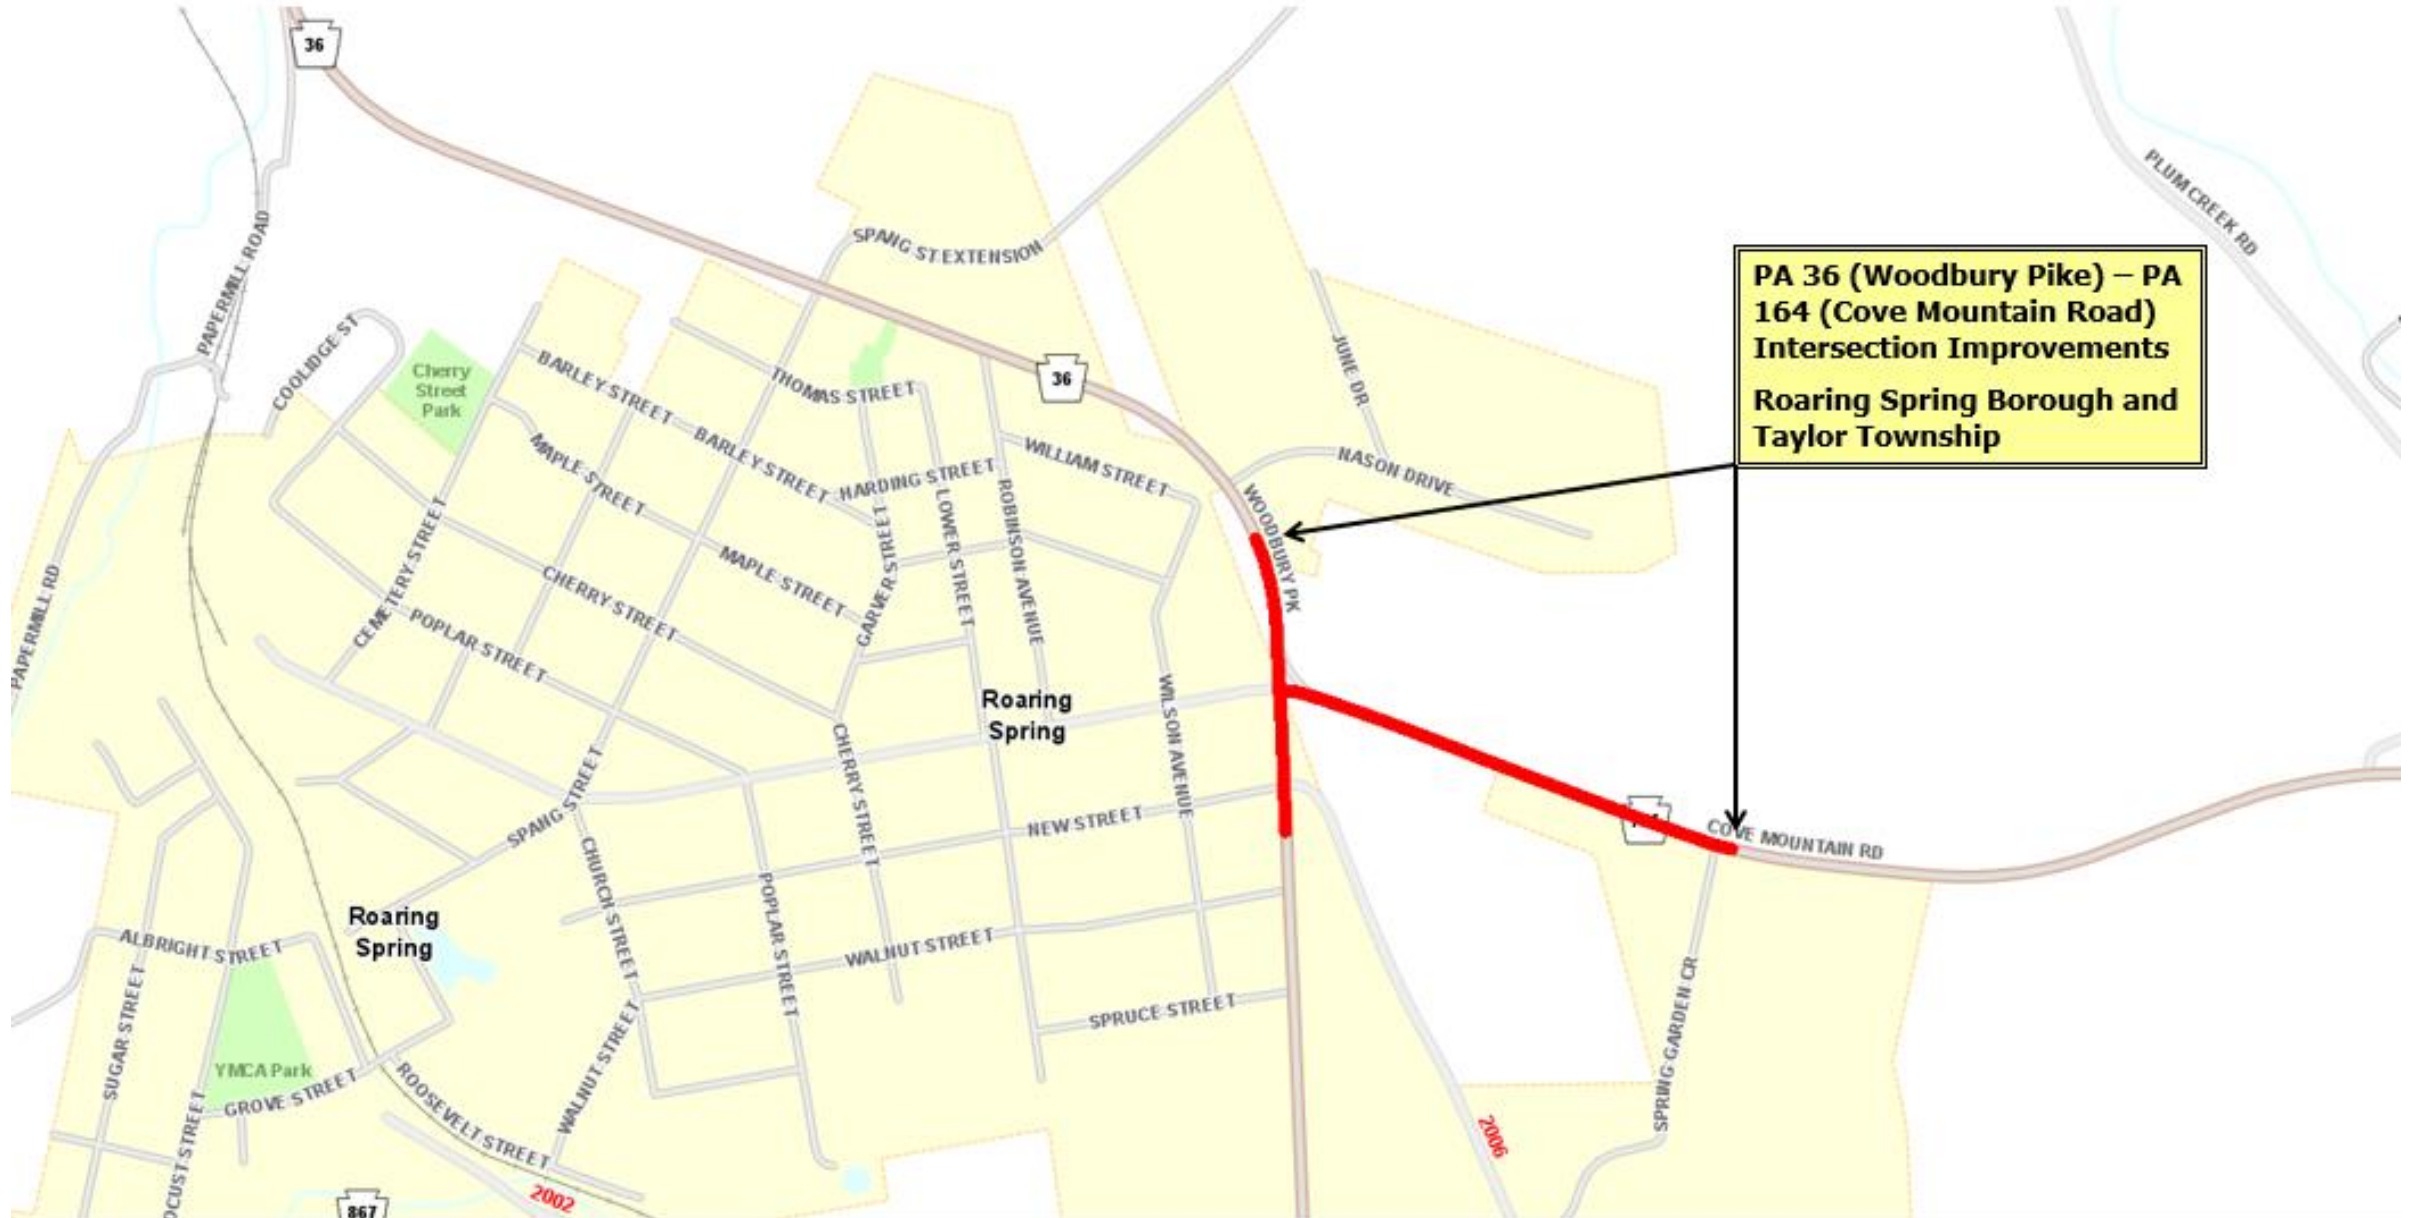 36
PAPERMILL ROAD
COOLIDGE ST
Cherry
Street
Park
SPANG ST EXTENSION
PLUM CREEK RD
PA 36 (Woodbury Pike) – PA
164 (Cove Mountain Road)
Intersection Improvements
Roaring Spring Borough and
Taylor Township
JUNE DR
36
BARLEY STREET
THOMAS STREET
BARLEY STREET
MAPLE STREET
HARDING STREET
WILLIAM STREET
NASON DRIVE
WOODBURY PK
LOWER STREET
ROBINSON AVENUE
GARVER STREET
CEMETERY STREET
CHERRY STREET
MAPLE STREET
PAPERMILL RD
POPLAR STREET
Roaring
Spring
WILSON AVENUE
CHERRY STREET
SPANG STREET
NEW STREET
COVE MOUNTAIN RD
CHURCH STREET
POPLAR STREET
Roaring
Spring
ALBRIGHT STREET
WALNUT STREET
SUGAR STREET
SPRUCE STREET
SPRING GARDEN CR
YMCA Park
GROVE STREET
ROOSEVELT STREET
WALNUT STREET
2006
OCUST STREET
2002
867